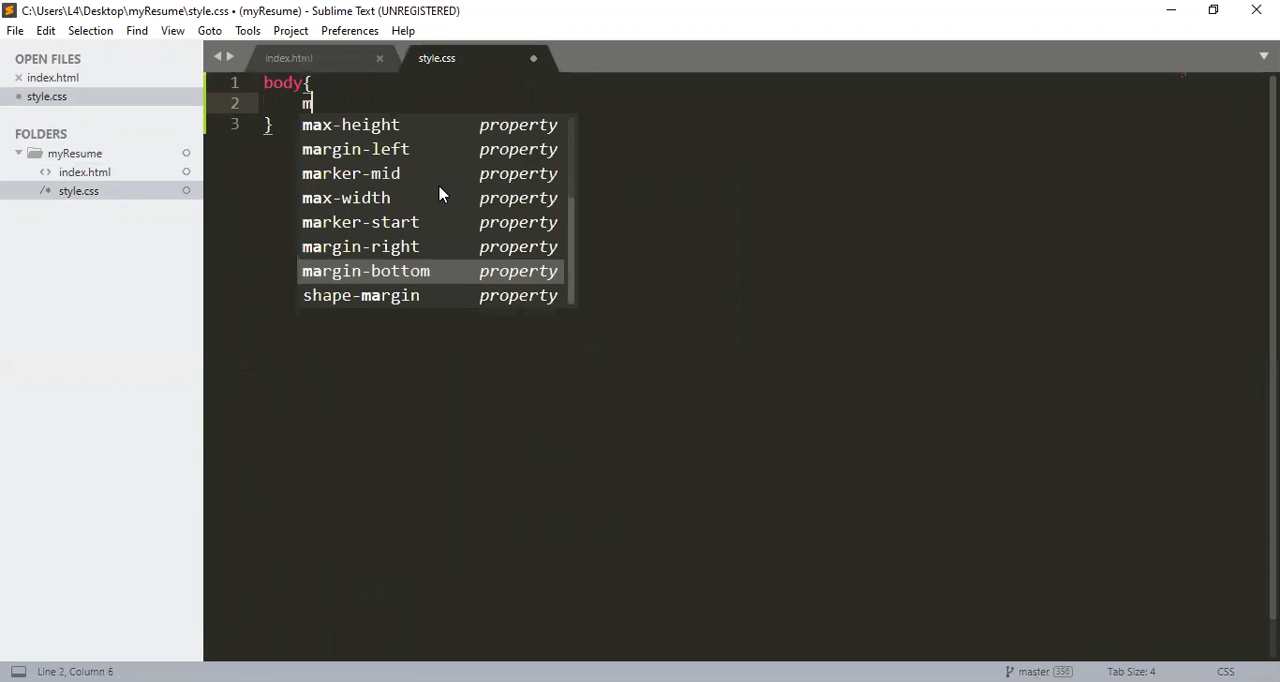 C:\Users\L4\Desktop\myResume\style.css • (myResume) - Sublime Text (UNREGISTERED)
File Edit Selection Find View Goto Tools Project Preferences Help
OPEN FILES
index.html
style.css
FOLDERS
myResume
<> index.html
/* style.css
index.html
style.css
1 body{
2 m
3 }
max-height property
margin-left property
marker-mid property
max-width property
marker-start property
margin-right property
margin-bottom property
shape-margin property
Line 2, Column 6
master 356
Tab Size: 4
CSS